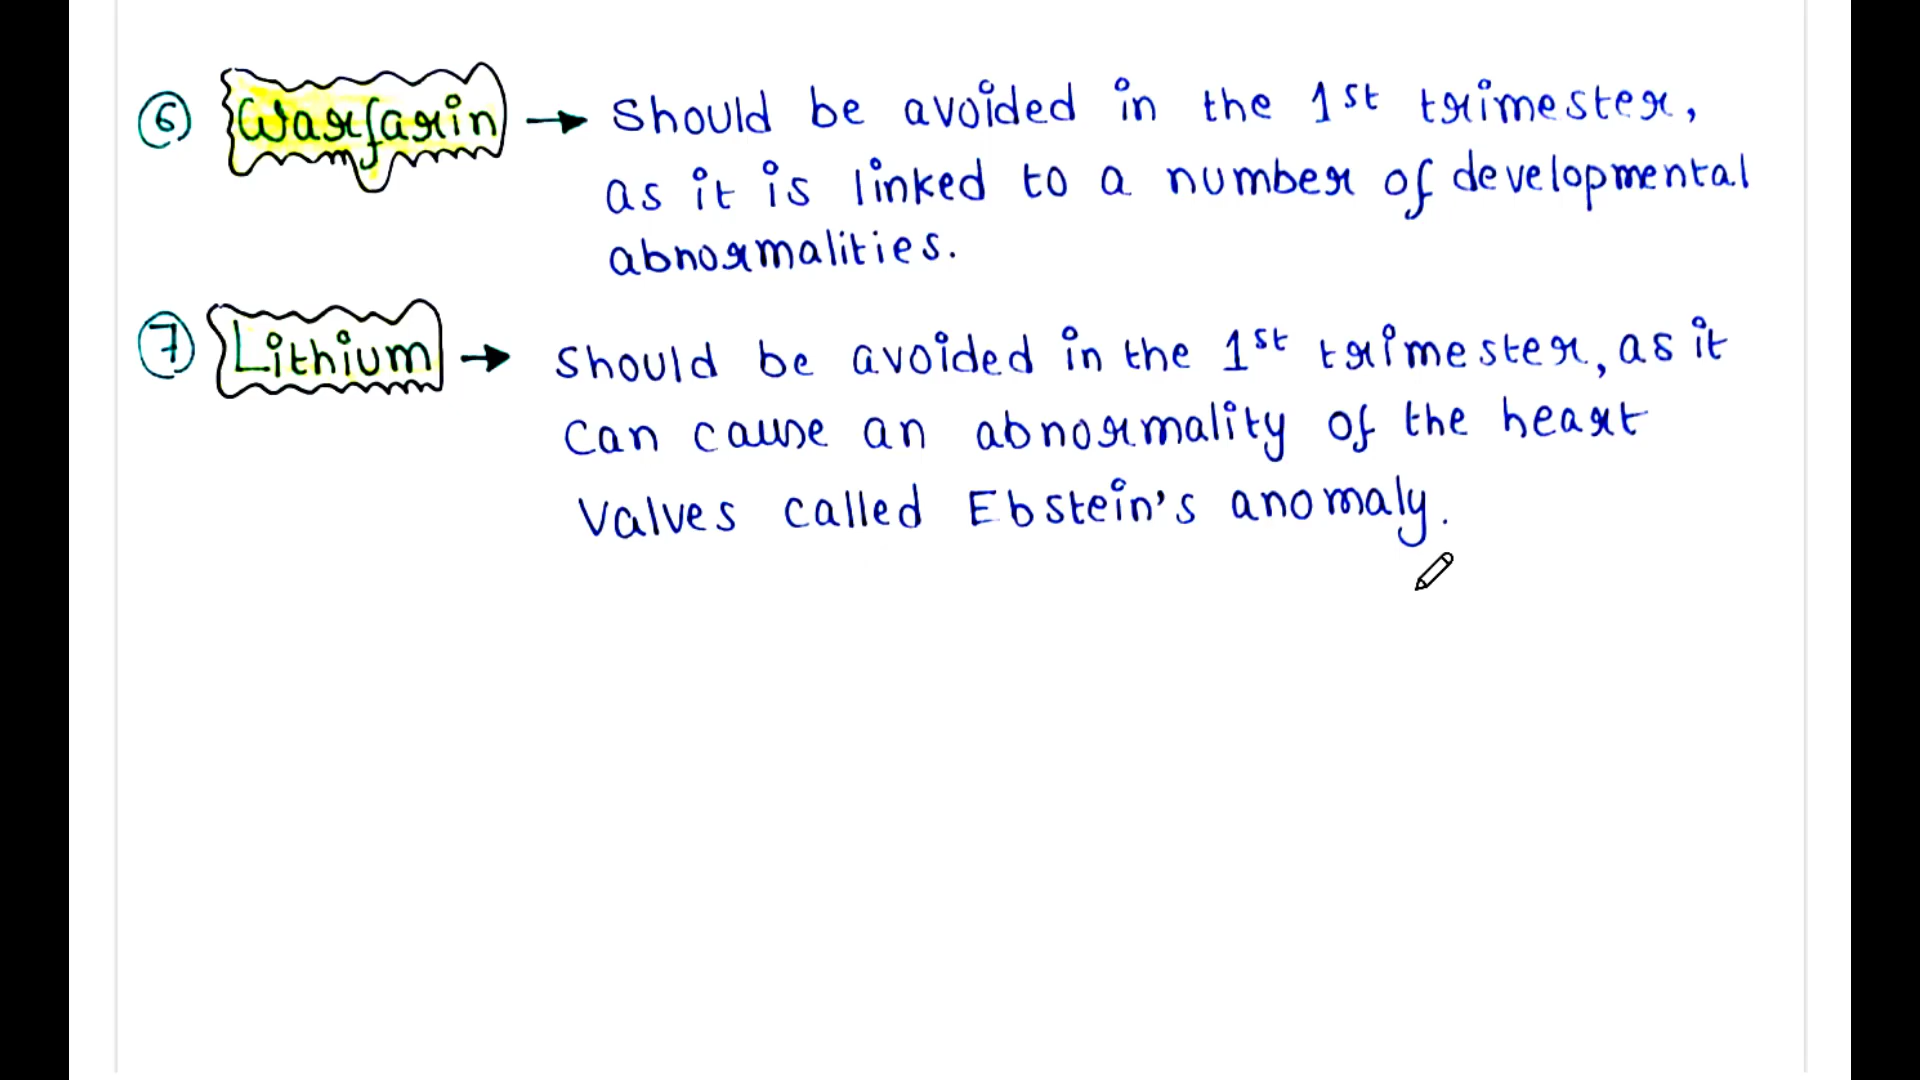 6 Warfarin → Should be avoided in the 1st trimester,
as it is linked to a number of developmental
abnormalities.
7 Lithium → Should be avoided in the 1st trimester, as it
can cause an abnormality of the heart
valves called Ebstein's anomaly.